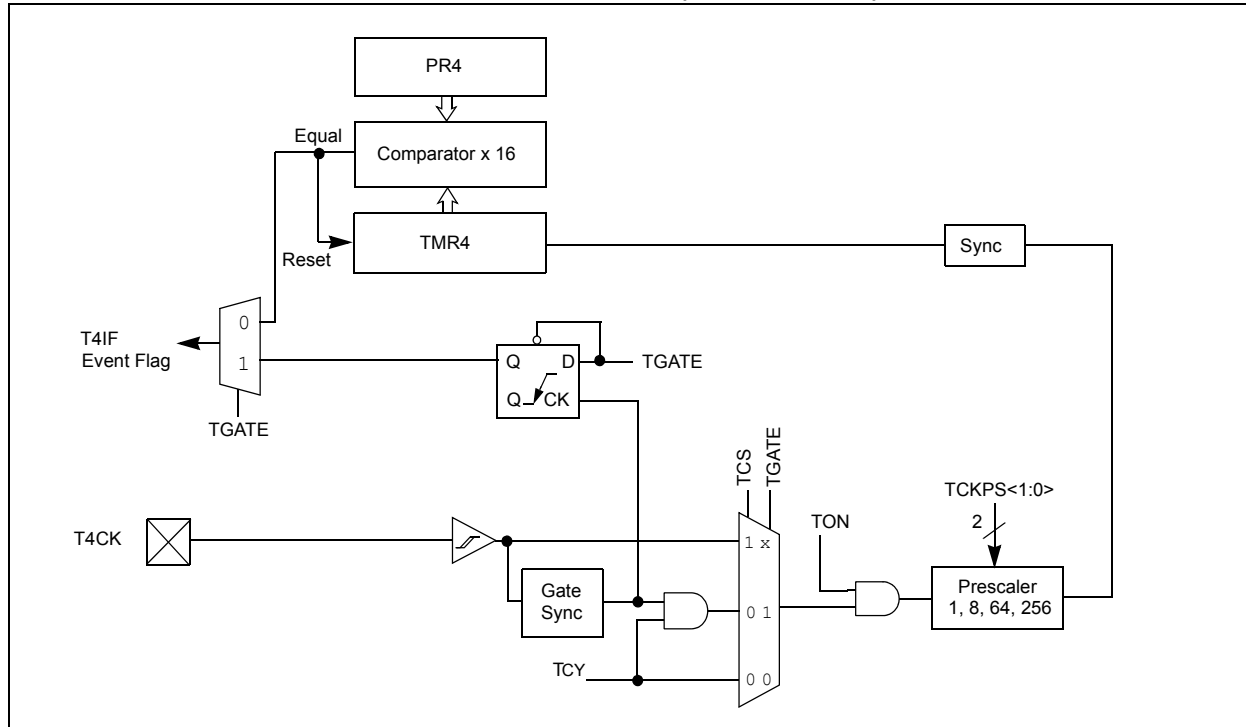 PR4
Equal
Comparator x 16
TMR4
Reset
Sync
0
T4IF
Event Flag
1
Q D
TGATE
Q CK
TGATE
TCS
TGATE
TCKPS<1:0>
2
TON
T4CK
1 x
Prescaler
1, 8, 64, 256
Gate
Sync
0 1
TCY
0 0